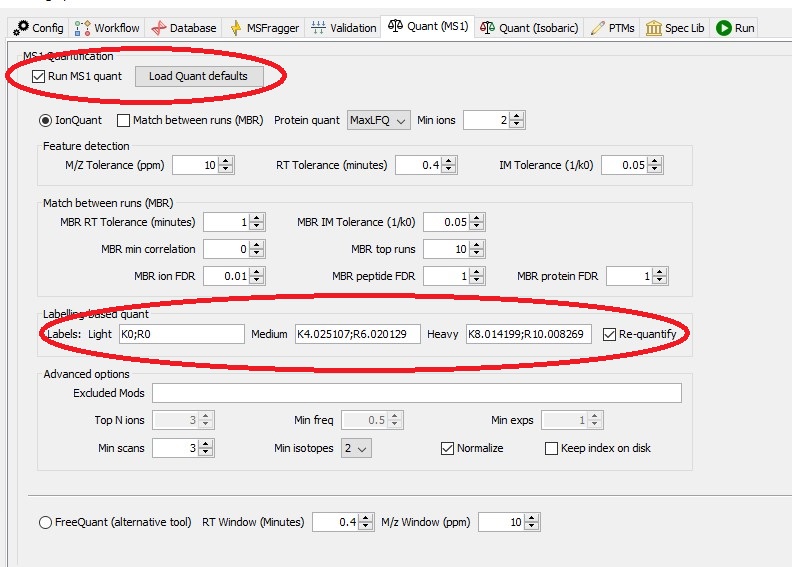 Config Workflow Database MSFragger Validation Quant (MS1) Quant (Isobaric) PTMs Spec Lib Run
MS1 Quantification
Run MS1 quant Load Quant defaults
IonQuant Match between runs (MBR) Protein quant MaxLFQ Min ions 2
Feature detection
M/Z Tolerance (ppm) 10 RT Tolerance (minutes) 0.4 IM Tolerance (1/k0) 0.05
Match between runs (MBR)
MBR RT Tolerance (minutes) 1 MBR IM Tolerance (1/k0) 0.05
MBR min correlation 0 MBR top runs 10
MBR ion FDR 0.01 MBR peptide FDR 1 MBR protein FDR 1
Labelling-based quant
Labels: Light K0;R0 Medium K4.025107;R6.020129 Heavy K8.014199;R10.008269 Re-quantify
Advanced options
Excluded Mods
Top N ions 3 Min freq 0.5 Min exps 1
Min scans 3 Min isotopes 2 Normalize Keep index on disk
FreeQuant (alternative tool) RT Window (Minutes) 0.4 M/z Window (ppm) 10